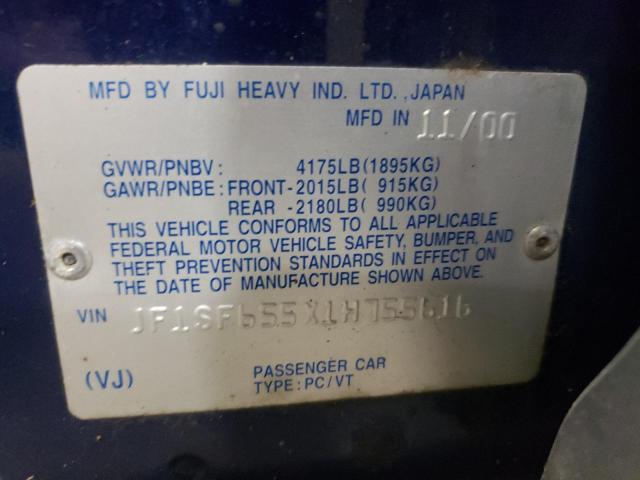 MFD BY FUJI HEAVY IND. LTD., JAPAN
MFD IN 11/00
GVWR/PNBV: 4175LB(1895KG)
GAWR/PNBE: FRONT-2015LB( 915KG)
REAR -2180LB( 990KG)
THIS VEHICLE CONFORMS TO ALL APPLICABLE
FEDERAL MOTOR VEHICLE SAFETY, BUMPER, AND
THEFT PREVENTION STANDARDS IN EFFECT ON
THE DATE OF MANUFACTURE SHOWN ABOVE.
VIN JF1SF655X1H755616
PASSENGER CAR
(VJ) TYPE: PC/VT